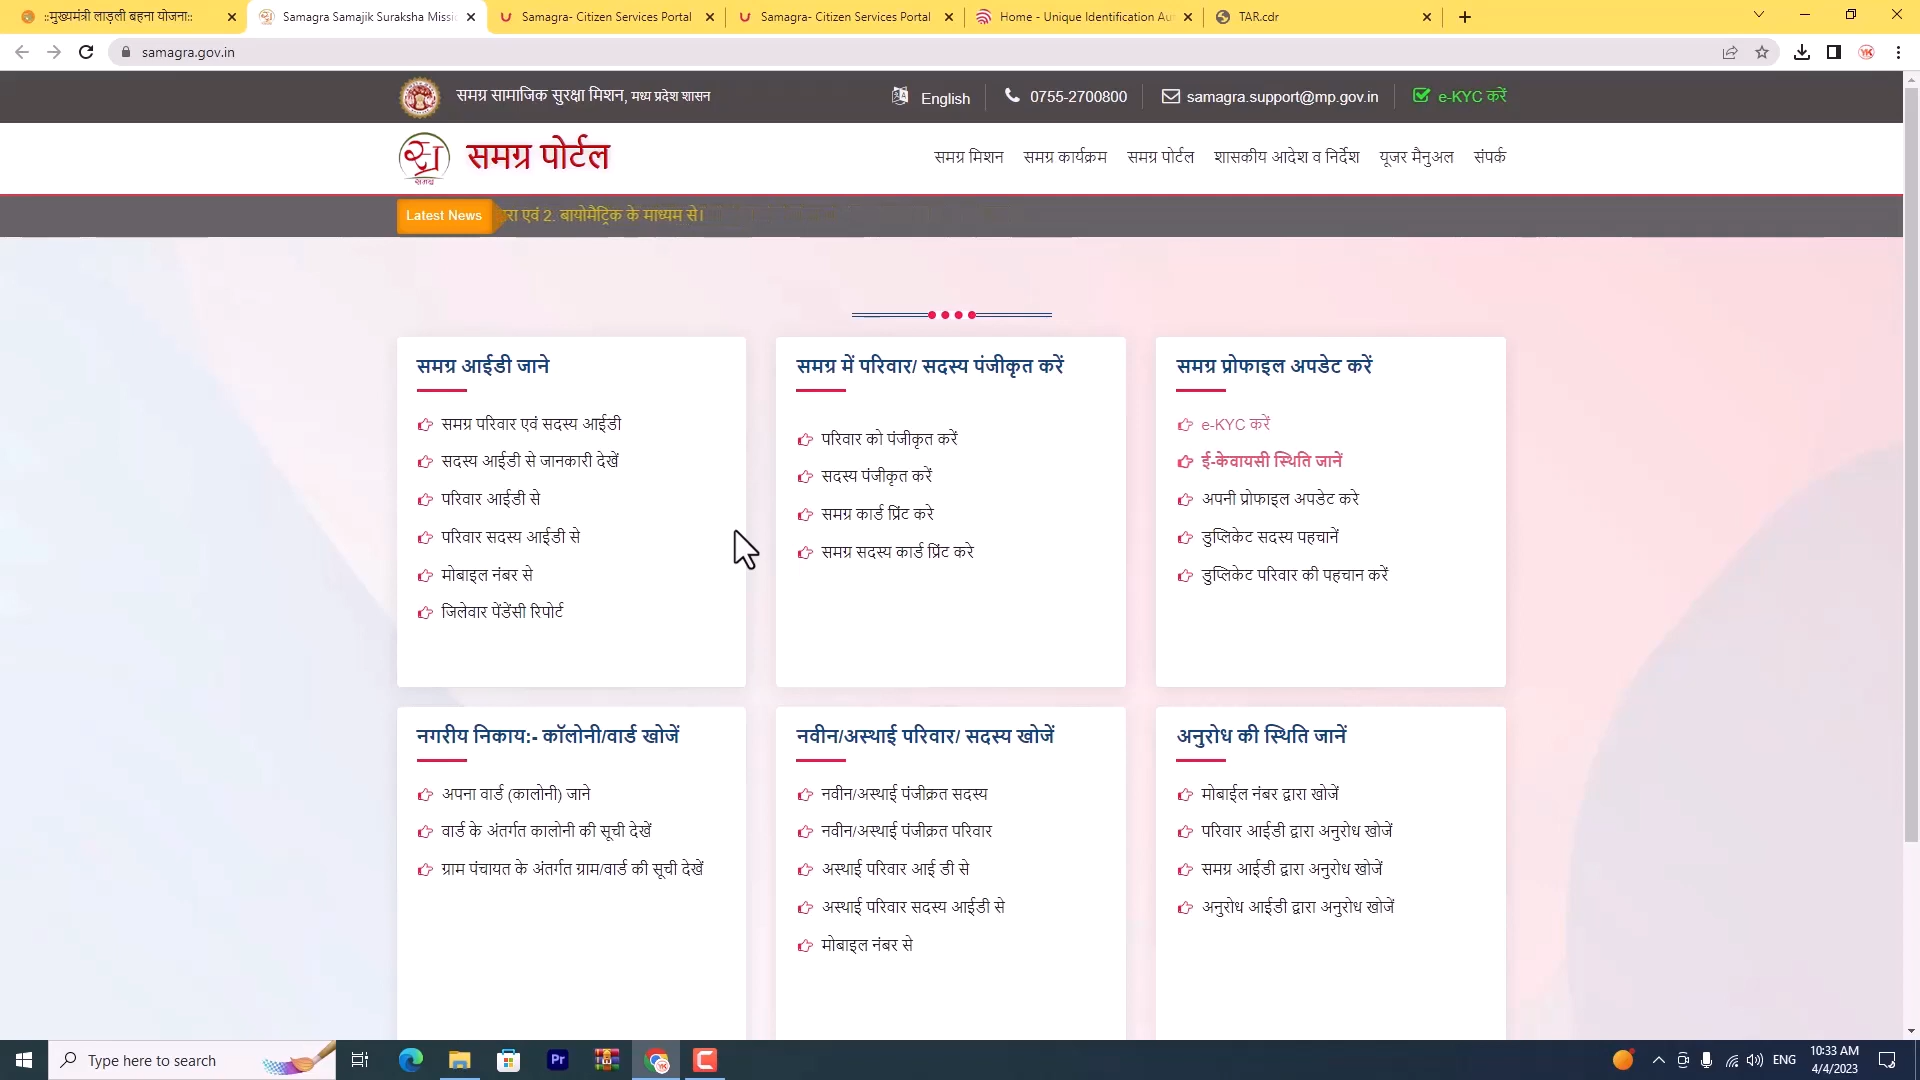 ::मुख्यमंत्री लाड़ली बहना योजना::
Samagra Samajik Suraksha Missi
Samagra- Citizen Services Portal
Samagra- Citizen Services Portal
Home - Unique Identification Au
TAR.cdr
samagra.gov.in
समग्र सामाजिक सुरक्षा मिशन, मध्य प्रदेश शासन
English
0755-2700800
samagra.support@mp.gov.in
e-KYC करें
समग्र
समग्र पोर्टल
समग्र मिशन
समग्र कार्यक्रम
समग्र पोर्टल
शासकीय आदेश व निर्देश
यूजर मैनुअल
संपर्क
Latest News
रा एवं 2. बायोमैट्रिक के माध्यम से।
समग्र आईडी जाने
समग्र परिवार एवं सदस्य आईडी
सदस्य आईडी से जानकारी देखें
परिवार आईडी से
परिवार सदस्य आईडी से
मोबाइल नंबर से
जिलेवार पेंडेंसी रिपोर्ट
समग्र में परिवार/ सदस्य पंजीकृत करें
परिवार को पंजीकृत करें
सदस्य पंजीकृत करें
समग्र कार्ड प्रिंट करे
समग्र सदस्य कार्ड प्रिंट करे
समग्र प्रोफाइल अपडेट करें
e-KYC करें
ई-केवायसी स्थिति जानें
अपनी प्रोफाइल अपडेट करे
डुप्लिकेट सदस्य पहचानें
डुप्लिकेट परिवार की पहचान करें
नगरीय निकाय:- कॉलोनी/वार्ड खोजें
अपना वार्ड (कालोनी) जाने
वार्ड के अंतर्गत कालोनी की सूची देखें
ग्राम पंचायत के अंतर्गत ग्राम/वार्ड की सूची देखें
नवीन/अस्थाई परिवार/ सदस्य खोजें
नवीन/अस्थाई पंजीक्रत सदस्य
नवीन/अस्थाई पंजीक्रत परिवार
अस्थाई परिवार आई डी से
अस्थाई परिवार सदस्य आईडी से
मोबाइल नंबर से
अनुरोध की स्थिति जानें
मोबाईल नंबर द्वारा खोजें
परिवार आईडी द्वारा अनुरोध खोजें
समग्र आईडी द्वारा अनुरोध खोजें
अनुरोध आईडी द्वारा अनुरोध खोजें
Type here to search
Pr
ENG
10:33 AM
4/4/2023